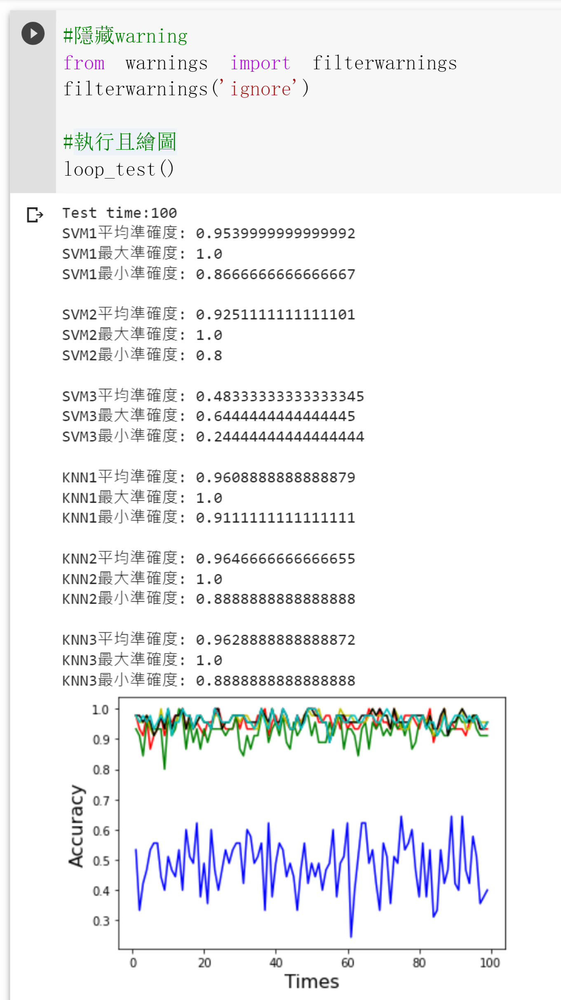 #隱藏warning
from warnings import filterwarnings
filterwarnings('ignore')
#執行且繪圖
loop_test()
Test time:100
SVM1平均準確度: 0.9539999999999992
SVM1最大準確度: 1.0
SVM1最小準確度: 0.8666666666666667
SVM2平均準確度: 0.9251111111111101
SVM2最大準確度: 1.0
SVM2最小準確度: 0.8
SVM3平均準確度: 0.48333333333333345
SVM3最大準確度: 0.6444444444444445
SVM3最小準確度: 0.24444444444444444
KNN1平均準確度: 0.9608888888888879
KNN1最大準確度: 1.0
KNN1最小準確度: 0.9111111111111111
KNN2平均準確度: 0.9646666666666655
KNN2最大準確度: 1.0
KNN2最小準確度: 0.8888888888888888
KNN3平均準確度: 0.9628888888888872
KNN3最大準確度: 1.0
KNN3最小準確度: 0.8888888888888888
1.0
0.9
0.8
0.7
0.6
0.5
0.4
0.3
Accuracy
0 20 40 60 80 100
Times